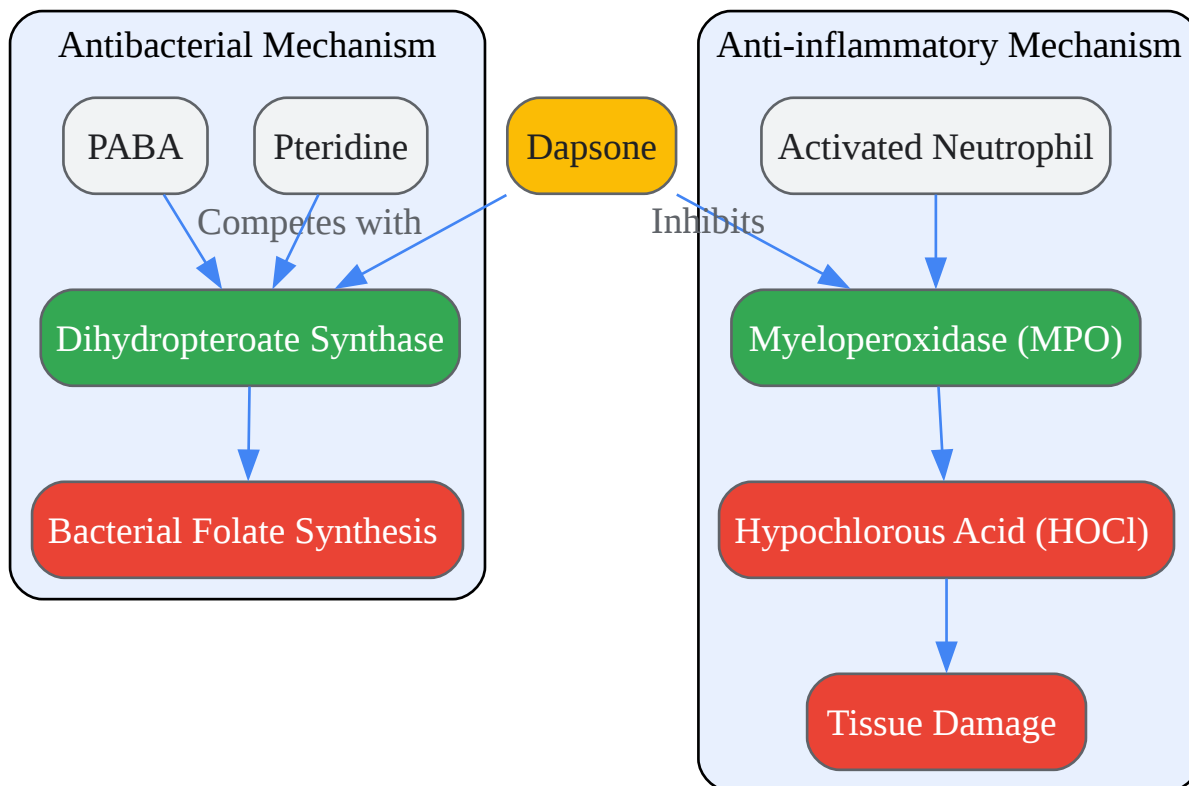 Antibacterial Mechanism
Anti-inflammatory Mechanism
PABA
Pteridine
Dapsone
Activated Neutrophil
Competes with
Inhibits
Dihydropteroate Synthase
Myeloperoxidase (MPO)
Bacterial Folate Synthesis
Hypochlorous Acid (HOCl)
Tissue Damage